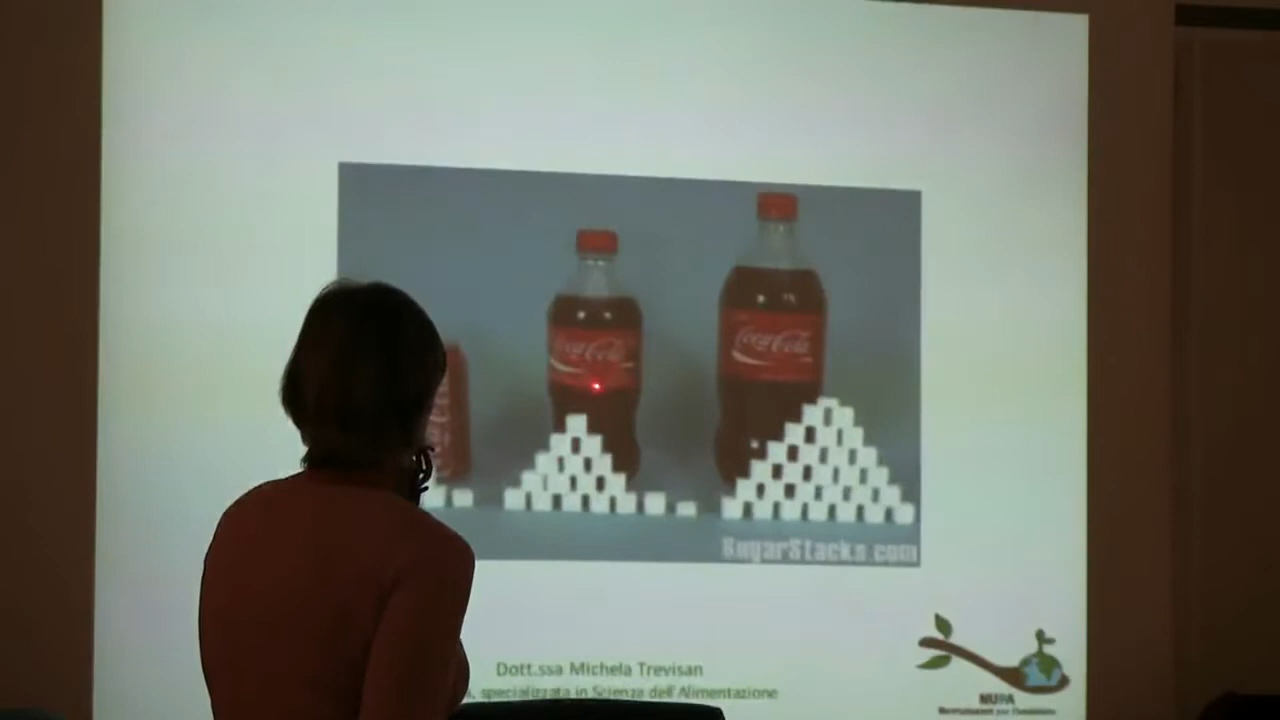 Coca-Cola
Coca-Cola
SugarStacks.com
Dott.ssa Michela Trevisan
specializzata in Scienza dell'Alimentazione
NUPA